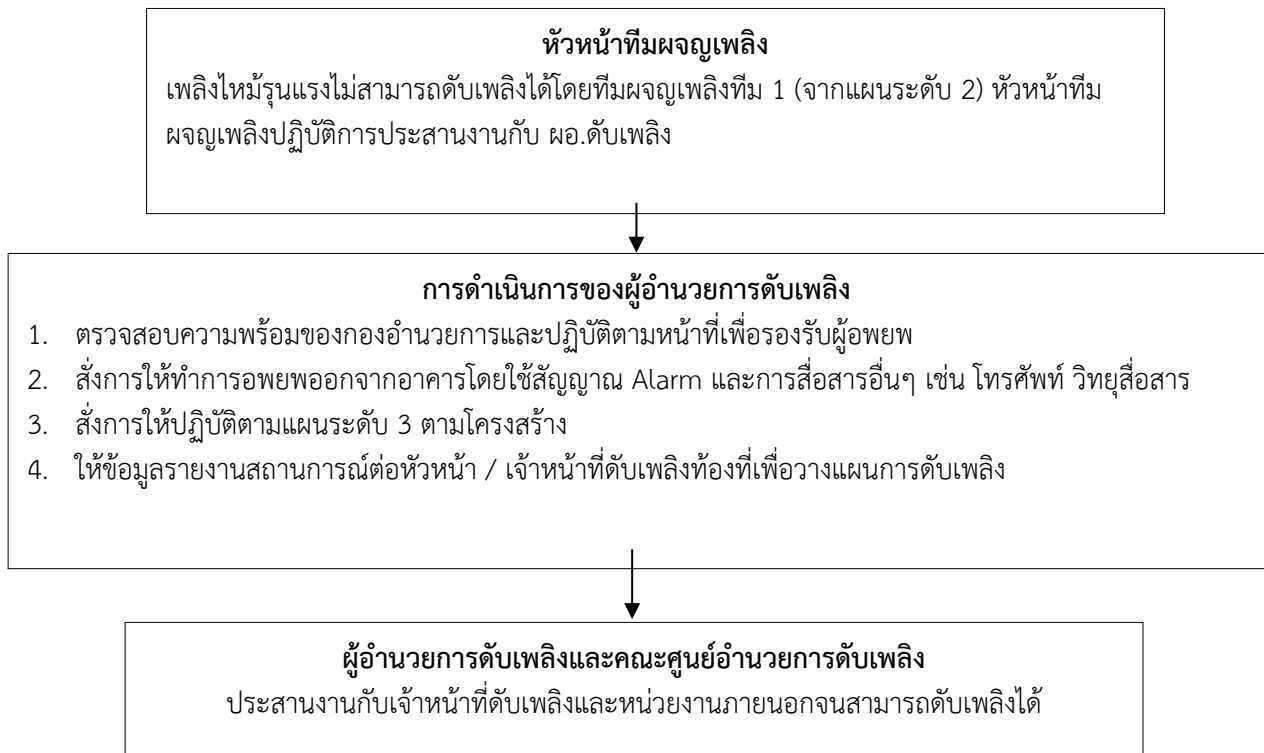 หัวหน้าทีมผจญเพลิง
เพลิงไหม้รุนแรงไม่สามารถดับเพลิงได้โดยทีมผจญเพลิงทีม 1 (จากแผนระดับ 2) หัวหน้าทีม
ผจญเพลิงปฏิบัติการประสานงานกับ ผอ.ดับเพลิง
การดำเนินการของผู้อำนวยการดับเพลิง
1. ตรวจสอบความพร้อมของกองอำนวยการและปฏิบัติตามหน้าที่เพื่อรองรับผู้อพยพ
2. สั่งการให้ทำการอพยพออกจากอาคารโดยใช้สัญญาณ Alarm และการสื่อสารอื่นๆ เช่น โทรศัพท์ วิทยุสื่อสาร
3. สั่งการให้ปฏิบัติตามแผนระดับ 3 ตามโครงสร้าง
4. ให้ข้อมูลรายงานสถานการณ์ต่อหัวหน้า / เจ้าหน้าที่ดับเพลิงท้องที่เพื่อวางแผนการดับเพลิง
ผู้อำนวยการดับเพลิงและคณะศูนย์อำนวยการดับเพลิง
ประสานงานกับเจ้าหน้าที่ดับเพลิงและหน่วยงานภายนอกจนสามารถดับเพลิงได้